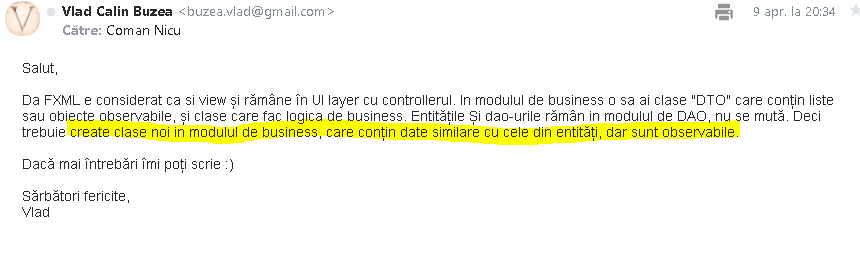 V Vlad Calin Buzea <buzea.vlad@gmail.com> 9 apr. la 20:34
Către: Coman Nicu
Salut,
Da FXML e considerat ca si view și rămâne în UI layer cu controllerul. In modulul de business o sa ai clase "DTO" care conțin liste
sau obiecte observabile, și clase care fac logica de business. Entitățile Și dao-urile rămân in modulul de DAO, nu se mută. Deci
trebuie create clase noi in modulul de business, care conțin date similare cu cele din entități, dar sunt observabile.
Dacă mai întrebări îmi poți scrie :)
Sărbători fericite,
Vlad